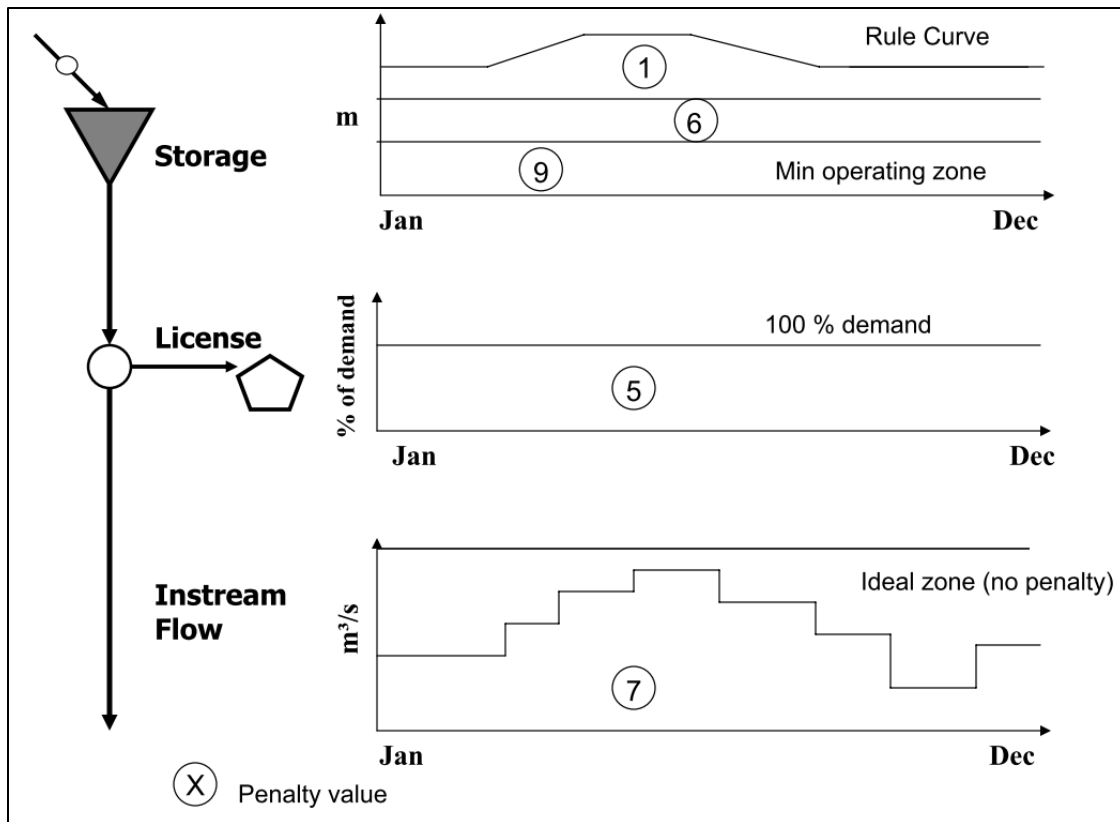 Rule Curve
1
m
6
Storage
9
Min operating zone
Jan
Dec
% of demand
License
100 % demand
5
Jan
Dec
m³/s
Instream
Flow
Ideal zone (no penalty)
7
Jan
Dec
X
Penalty value